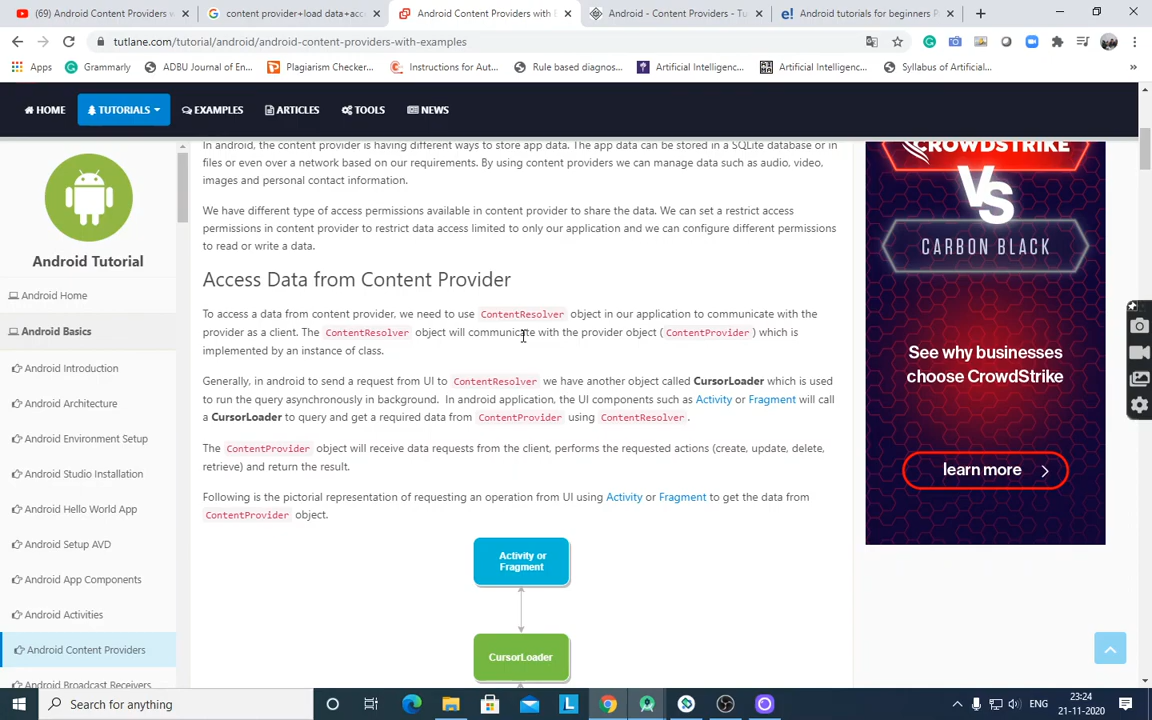 (69) Android Content Providers w
content provider+load data+acc
Android Content Providers with E
Android - Content Providers - Tu
Android tutorials for beginners P
tutlane.com/tutorial/android/android-content-providers-with-examples
Apps
Grammarly
ADBU Journal of En...
Plagiarism Checker...
Instructions for Aut...
Rule based diagnos...
Artificial Intelligenc...
Artificial Intelligenc...
Syllabus of Artificial...
HOME
TUTORIALS
EXAMPLES
ARTICLES
TOOLS
NEWS
Android Tutorial
Android Home
Android Basics
Android Introduction
Android Architecture
Android Environment Setup
Android Studio Installation
Android Hello World App
Android Setup AVD
Android App Components
Android Activities
Android Content Providers
Android Broadcast Receivers
In android, the content provider is having different ways to store app data. The app data can be stored in a SQLite database or in
files or even over a network based on our requirements. By using content providers we can manage data such as audio, video,
images and personal contact information.
We have different type of access permissions available in content provider to share the data. We can set a restrict access
permissions in content provider to restrict data access limited to only our application and we can configure different permissions
to read or write a data.
Access Data from Content Provider
To access a data from content provider, we need to use ContentResolver object in our application to communicate with the
provider as a client. The ContentResolver object will communicate with the provider object ( ContentProvider ) which is
implemented by an instance of class.
Generally, in android to send a request from UI to ContentResolver we have another object called CursorLoader which is used
to run the query asynchronously in background. In android application, the UI components such as Activity or Fragment will call
a CursorLoader to query and get a required data from ContentProvider using ContentResolver .
The ContentProvider object will receive data requests from the client, performs the requested actions (create, update, delete,
retrieve) and return the result.
Following is the pictorial representation of requesting an operation from UI using Activity or Fragment to get the data from
ContentProvider object.
Activity or
Fragment
CursorLoader
CROWDSTRIKE
VS
CARBON BLACK
See why businesses
choose CrowdStrike
learn more
Search for anything
ENG
23:24
21-11-2020